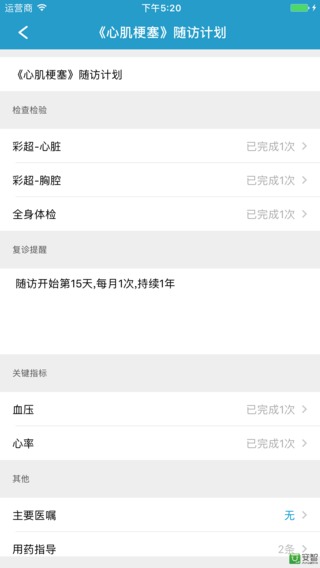 运营商 下午5:20
《心肌梗塞》随访计划
《心肌梗塞》随访计划
检查检验
彩超-心脏 已完成1次
彩超-胸腔 已完成1次
全身体检 已完成1次
复诊提醒
随访开始第15天,每月1次,持续1年
关键指标
血压 已完成1次
心率 已完成1次
其他
主要医嘱 无
用药指导 2条
安智